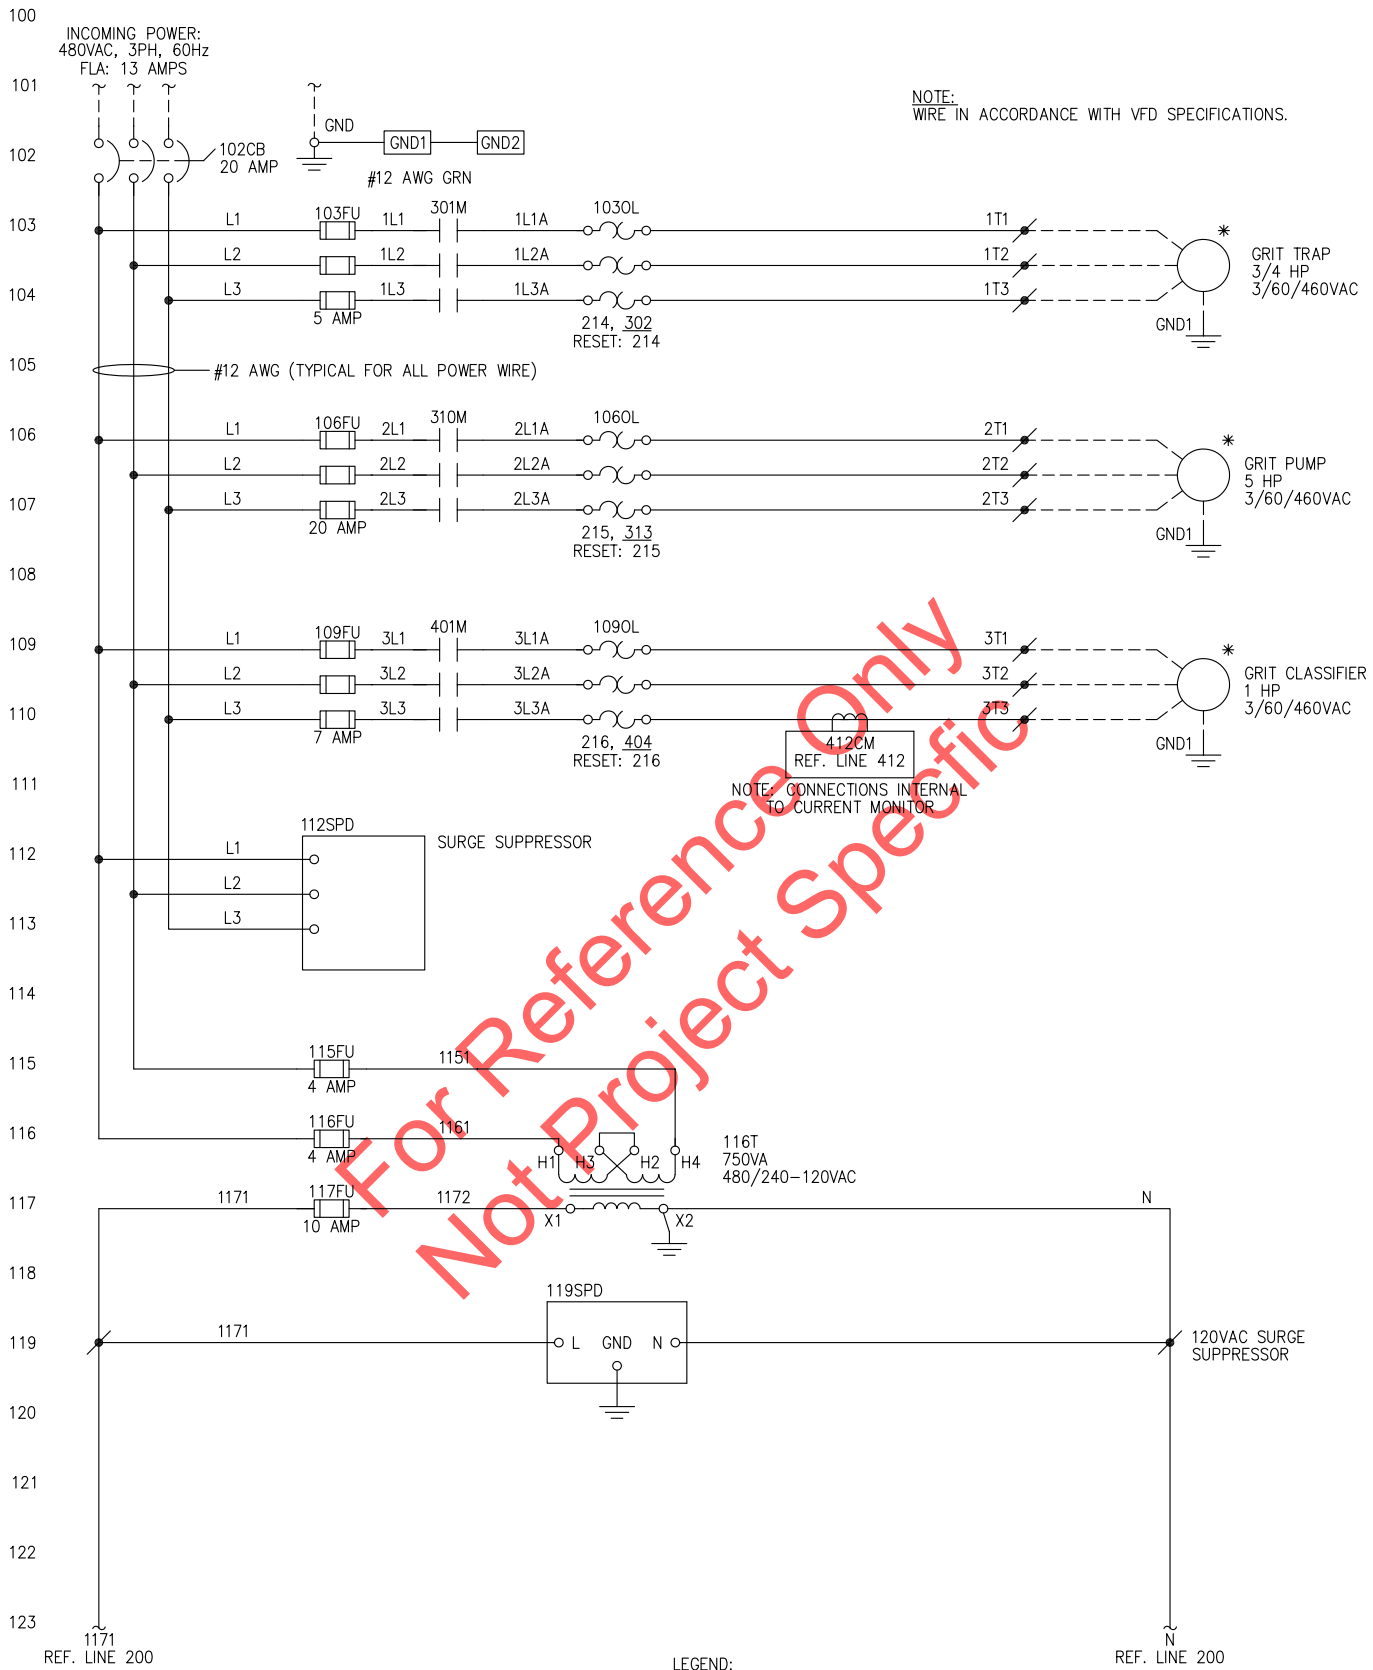 100
INCOMING POWER:
480VAC, 3PH, 60Hz
FLA: 13 AMPS
101
NOTE:
WIRE IN ACCORDANCE WITH VFD SPECIFICATIONS.
GND
102
102CB
20 AMP
GND1
GND2
#12 AWG GRN
103
L1
103FU
1L1
301M
1L1A
103OL
1T1
L2
1L2
1L2A
1T2
GRIT TRAP
3/4 HP
3/60/460VAC
104
L3
5 AMP
1L3
1L3A
214, 302
RESET: 214
1T3
GND1
105
#12 AWG (TYPICAL FOR ALL POWER WIRE)
106
L1
106FU
2L1
310M
2L1A
106OL
2T1
L2
2L2
2L2A
2T2
GRIT PUMP
5 HP
3/60/460VAC
107
L3
20 AMP
2L3
2L3A
215, 313
RESET: 215
2T3
GND1
108
109
L1
109FU
3L1
401M
3L1A
109OL
3T1
L2
3L2
3L2A
3T2
GRIT CLASSIFIER
1 HP
3/60/460VAC
110
L3
7 AMP
3L3
3L3A
216, 404
RESET: 216
412CM
REF. LINE 412
3T3
GND1
111
NOTE: CONNECTIONS INTERNAL
TO CURRENT MONITOR
112SPD
SURGE SUPPRESSOR
112
L1
L2
113
L3
114
115
115FU
4 AMP
1151
116
116FU
4 AMP
1161
H1
H3
H2
H4
116T
750VA
480/240-120VAC
117
1171
117FU
10 AMP
1172
X1
X2
N
118
119SPD
119
1171
L
GND
N
120VAC SURGE
SUPPRESSOR
120
121
122
123
1171
REF. LINE 200
N
REF. LINE 200
LEGEND:
For Reference Only
Not Project Specfic